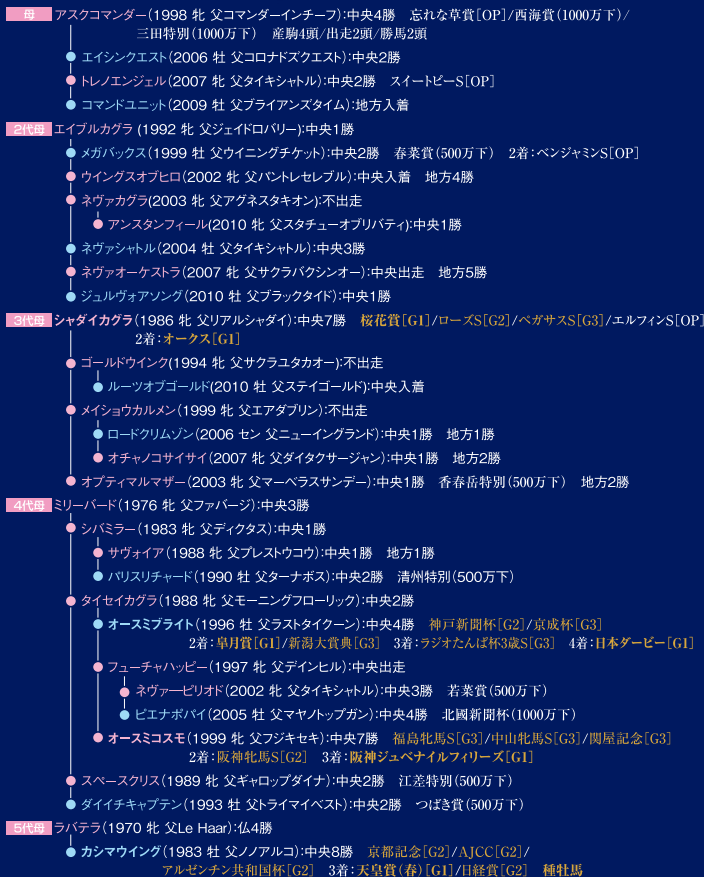 母 アスクコマンダー(1998 牝 父コマンダーインチーフ):中央4勝 忘れな草賞[OP]/西海賞(1000万下)/
三田特別(1000万下) 産駒4頭/出走2頭/勝馬2頭
エイシンクエスト(2006 牡 父コロナドズクエスト):中央2勝
トレノエンジェル(2007 牝 父タイキシャトル):中央2勝 スイートピーS[OP]
コマンドユニット(2009 牡 父ブライアンズタイム):地方入着
2代母 エイブルカグラ(1992 牝 父ジェイドロバリー):中央1勝
メガバックス(1999 牡 父ウイニングチケット):中央2勝 春菜賞(500万下) 2着:ベンジャミンS[OP]
ウイングスオブヒロ(2002 牝 父バントレセレブル):中央入着 地方4勝
ネヴァカグラ(2003 牝 父アグネスタキオン):不出走
アンスタンフィール(2010 牝 父スタチューオブリバティ):中央1勝
ネヴァシャトル(2004 牡 父タイキシャトル):中央3勝
ネヴァオーケストラ(2007 牝 父サクラバクシンオー):中央出走 地方5勝
ジュルヴォアソング(2010 牡 父ブラックタイド):中央1勝
3代母 シャダイカグラ(1986 牝 父リアルシャダイ):中央7勝 桜花賞[G1]/ローズS[G2]/ペガサスS[G3]/エルフィンS[OP]
2着:オークス[G1]
ゴールドウインク(1994 牝 父サクラユタカオー):不出走
ルーツオブゴールド(2010 牡 父ステイゴールド):中央入着
メイショウカルメン(1999 牝 父エアダブリン):不出走
ロードクリムゾン(2006 セン 父ニューイングランド):中央1勝 地方1勝
オチャノコサイサイ(2007 牝 父ダイタクサージャン):中央1勝 地方2勝
オプティマルマザー(2003 牝 父マーベラスサンデー):中央1勝 香春岳特別(500万下) 地方2勝
4代母 ミリーバード(1976 牝 父ファバージ):中央3勝
シバミラー(1983 牝 父ディクタス):中央1勝
サヴォイア(1988 牝 父プレストウコウ):中央1勝 地方1勝
パリスリチャード(1990 牡 父ターナボス):中央2勝 清州特別(500万下)
タイセイカグラ(1988 牝 父モーニングフローリック):中央2勝
オースミブライト(1996 牡 父ラストタイクーン):中央4勝 神戸新聞杯[G2]/京成杯[G3]
2着:皐月賞[G1]/新潟大賞典[G3] 3着:ラジオたんぱ杯3歳S[G3] 4着:日本ダービー[G1]
フューチャハッピー(1997 牝 父デインヒル):中央出走
ネヴァーピリオド(2002 牝 父タイキシャトル):中央3勝 若菜賞(500万下)
ピエナポパイ(2005 牡 父マヤノトップガン):中央4勝 北國新聞杯(1000万下)
オースミコスモ(1999 牝 父フジキセキ):中央7勝 福島牝馬S[G3]/中山牝馬S[G3]/関屋記念[G3]
2着:阪神牝馬S[G2] 3着:阪神ジュベナイルフィリーズ[G1]
スペースクリス(1989 牝 父ギャロップダイナ):中央2勝 江差特別(500万下)
ダイイチキャプテン(1993 牡 父トライマイベスト):中央2勝 つばき賞(500万下)
5代母 ラバテラ(1970 牝 父Le Haar):仏4勝
カシマウイング(1983 牡 父ノノアルコ):中央8勝 京都記念[G2]/AJCC[G2]/
アルゼンチン共和国杯[G2] 3着:天皇賞(春)[G1]/日経賞[G2] 種牡馬